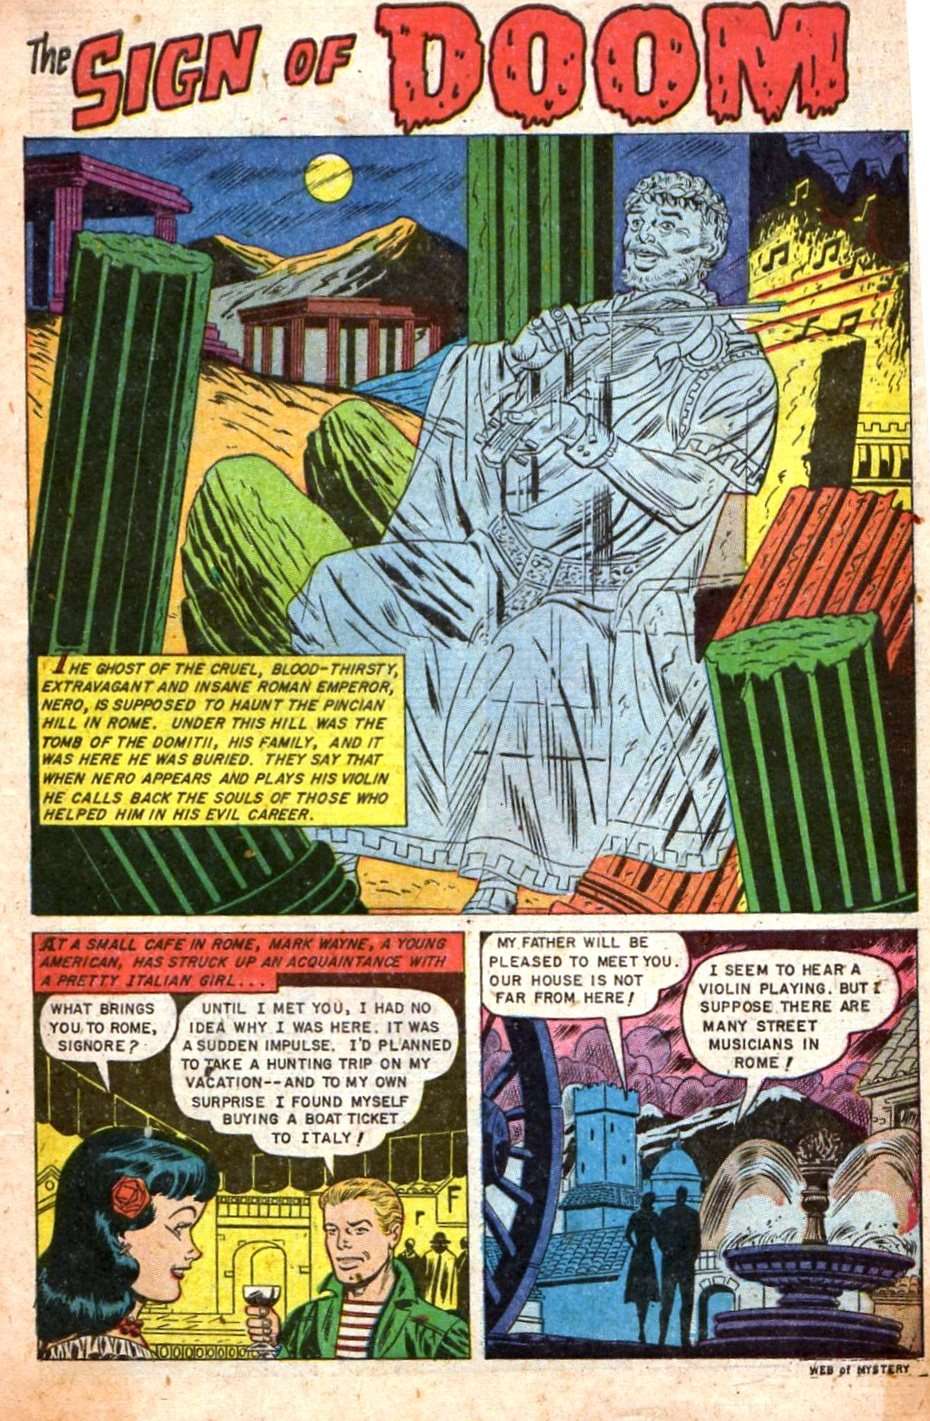 The SIGN OF DOOM
THE GHOST OF THE CRUEL, BLOOD-THIRSTY,
EXTRAVAGANT AND INSANE ROMAN EMPEROR,
NERO, IS SUPPOSED TO HAUNT THE PINCIAN
HILL IN ROME. UNDER THIS HILL WAS THE
TOMB OF THE DOMITII, HIS FAMILY, AND IT
WAS HERE HE WAS BURIED. THEY SAY THAT
WHEN NERO APPEARS AND PLAYS HIS VIOLIN
HE CALLS BACK THE SOULS OF THOSE WHO
HELPED HIM IN HIS EVIL CAREER.
AT A SMALL CAFE IN ROME, MARK WAYNE, A YOUNG
AMERICAN, HAS STRUCK UP AN ACQUAINTANCE WITH
A PRETTY ITALIAN GIRL...
WHAT BRINGS
YOU TO ROME,
SIGNORE?
UNTIL I MET YOU, I HAD NO
IDEA WHY I WAS HERE. IT WAS
A SUDDEN IMPULSE. I'D PLANNED
TO TAKE A HUNTING TRIP ON MY
VACATION--AND TO MY OWN
SURPRISE I FOUND MYSELF
BUYING A BOAT TICKET
TO ITALY!
F
MY FATHER WILL BE
PLEASED TO MEET YOU.
OUR HOUSE IS NOT
FAR FROM HERE!
I SEEM TO HEAR A
VIOLIN PLAYING. BUT I
SUPPOSE THERE ARE
MANY STREET
MUSICIANS IN
ROME!
WEB of MYSTERY